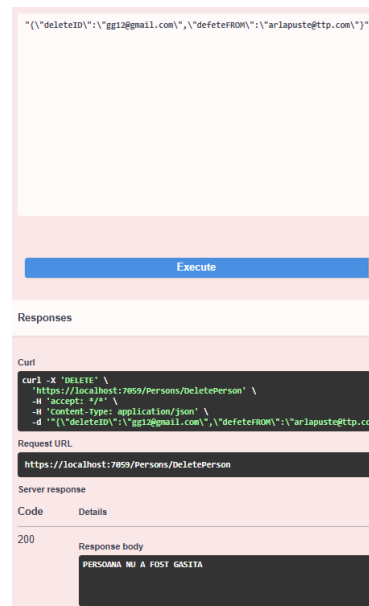 "{\"deleteID\":\"gg12@gmail.com\",\"defeteFROM\":\"arlapuste@ttp.com\"}"
Execute
Responses
Curl
curl -X 'DELETE' \
'https://localhost:7059/Persons/DeletePerson' \
-H 'accept: */*' \
-H 'Content-Type: application/json' \
-d '"{\"deleteID\":\"gg12@gmail.com\",\"defeteFROM\":\"arlapuste@ttp.co
Request URL
https://localhost:7059/Persons/DeletePerson
Server response
Code Details
200
Response body
PERSOANA NU A FOST GASITA